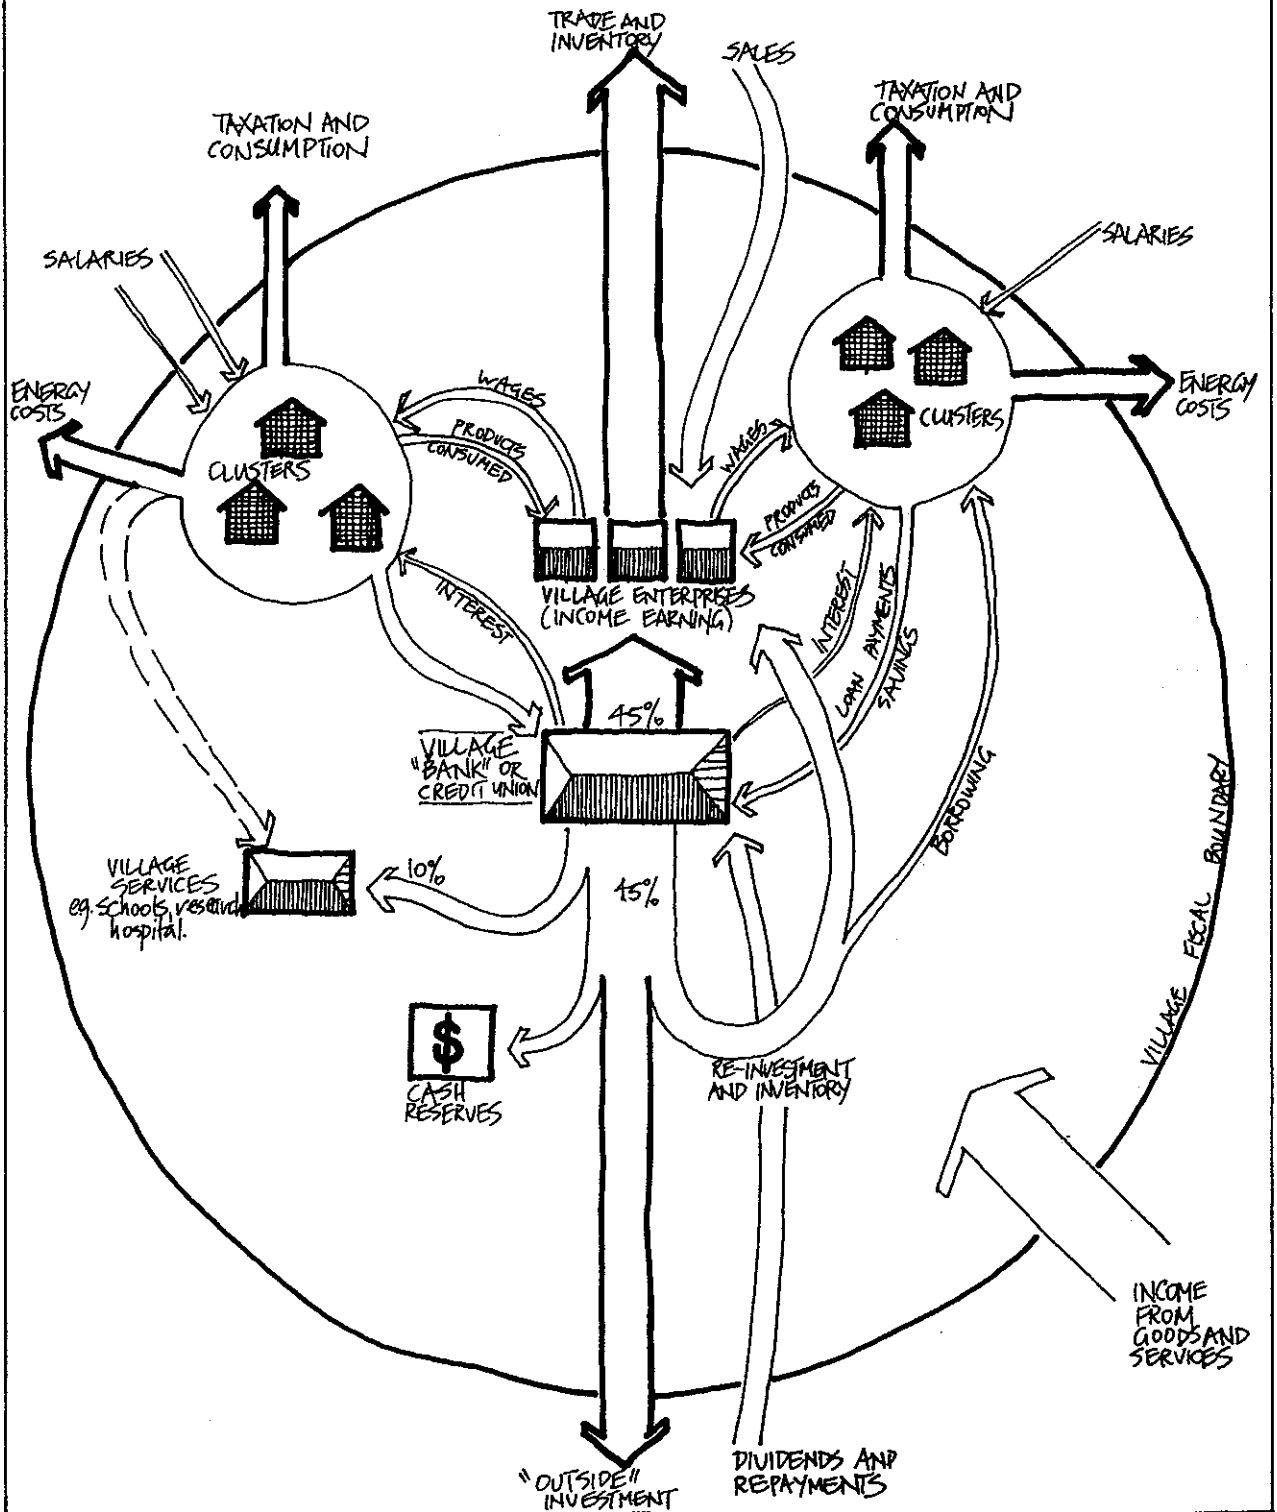 TRADE AND
INVENTORY
SALES
TAXATION AND
CONSUMPTION
TAXATION AND
CONSUMPTION
SALARIES
SALARIES
ENERGY
COSTS
ENERGY
COSTS
WAGES
PRODUCTS
CONSUMED
CLUSTERS
WAGES
CLUSTERS
PRODUCTS
CONSUMED
VILLAGE ENTERPRISES
(INCOME EARNING)
INTEREST
INTEREST
LOAN PAYMENTS
SAVINGS
45%
VILLAGE
"BANK" OR
CREDIT UNION
BORROWING
VILLAGE FISCAL BOUNDARY
VILLAGE
SERVICES
eg. schools, research
hospital.
10%
45%
$
CASH
RESERVES
RE-INVESTMENT
AND INVENTORY
INCOME
FROM
GOODS AND
SERVICES
"OUTSIDE"
INVESTMENT
DIVIDENDS AND
REPAYMENTS